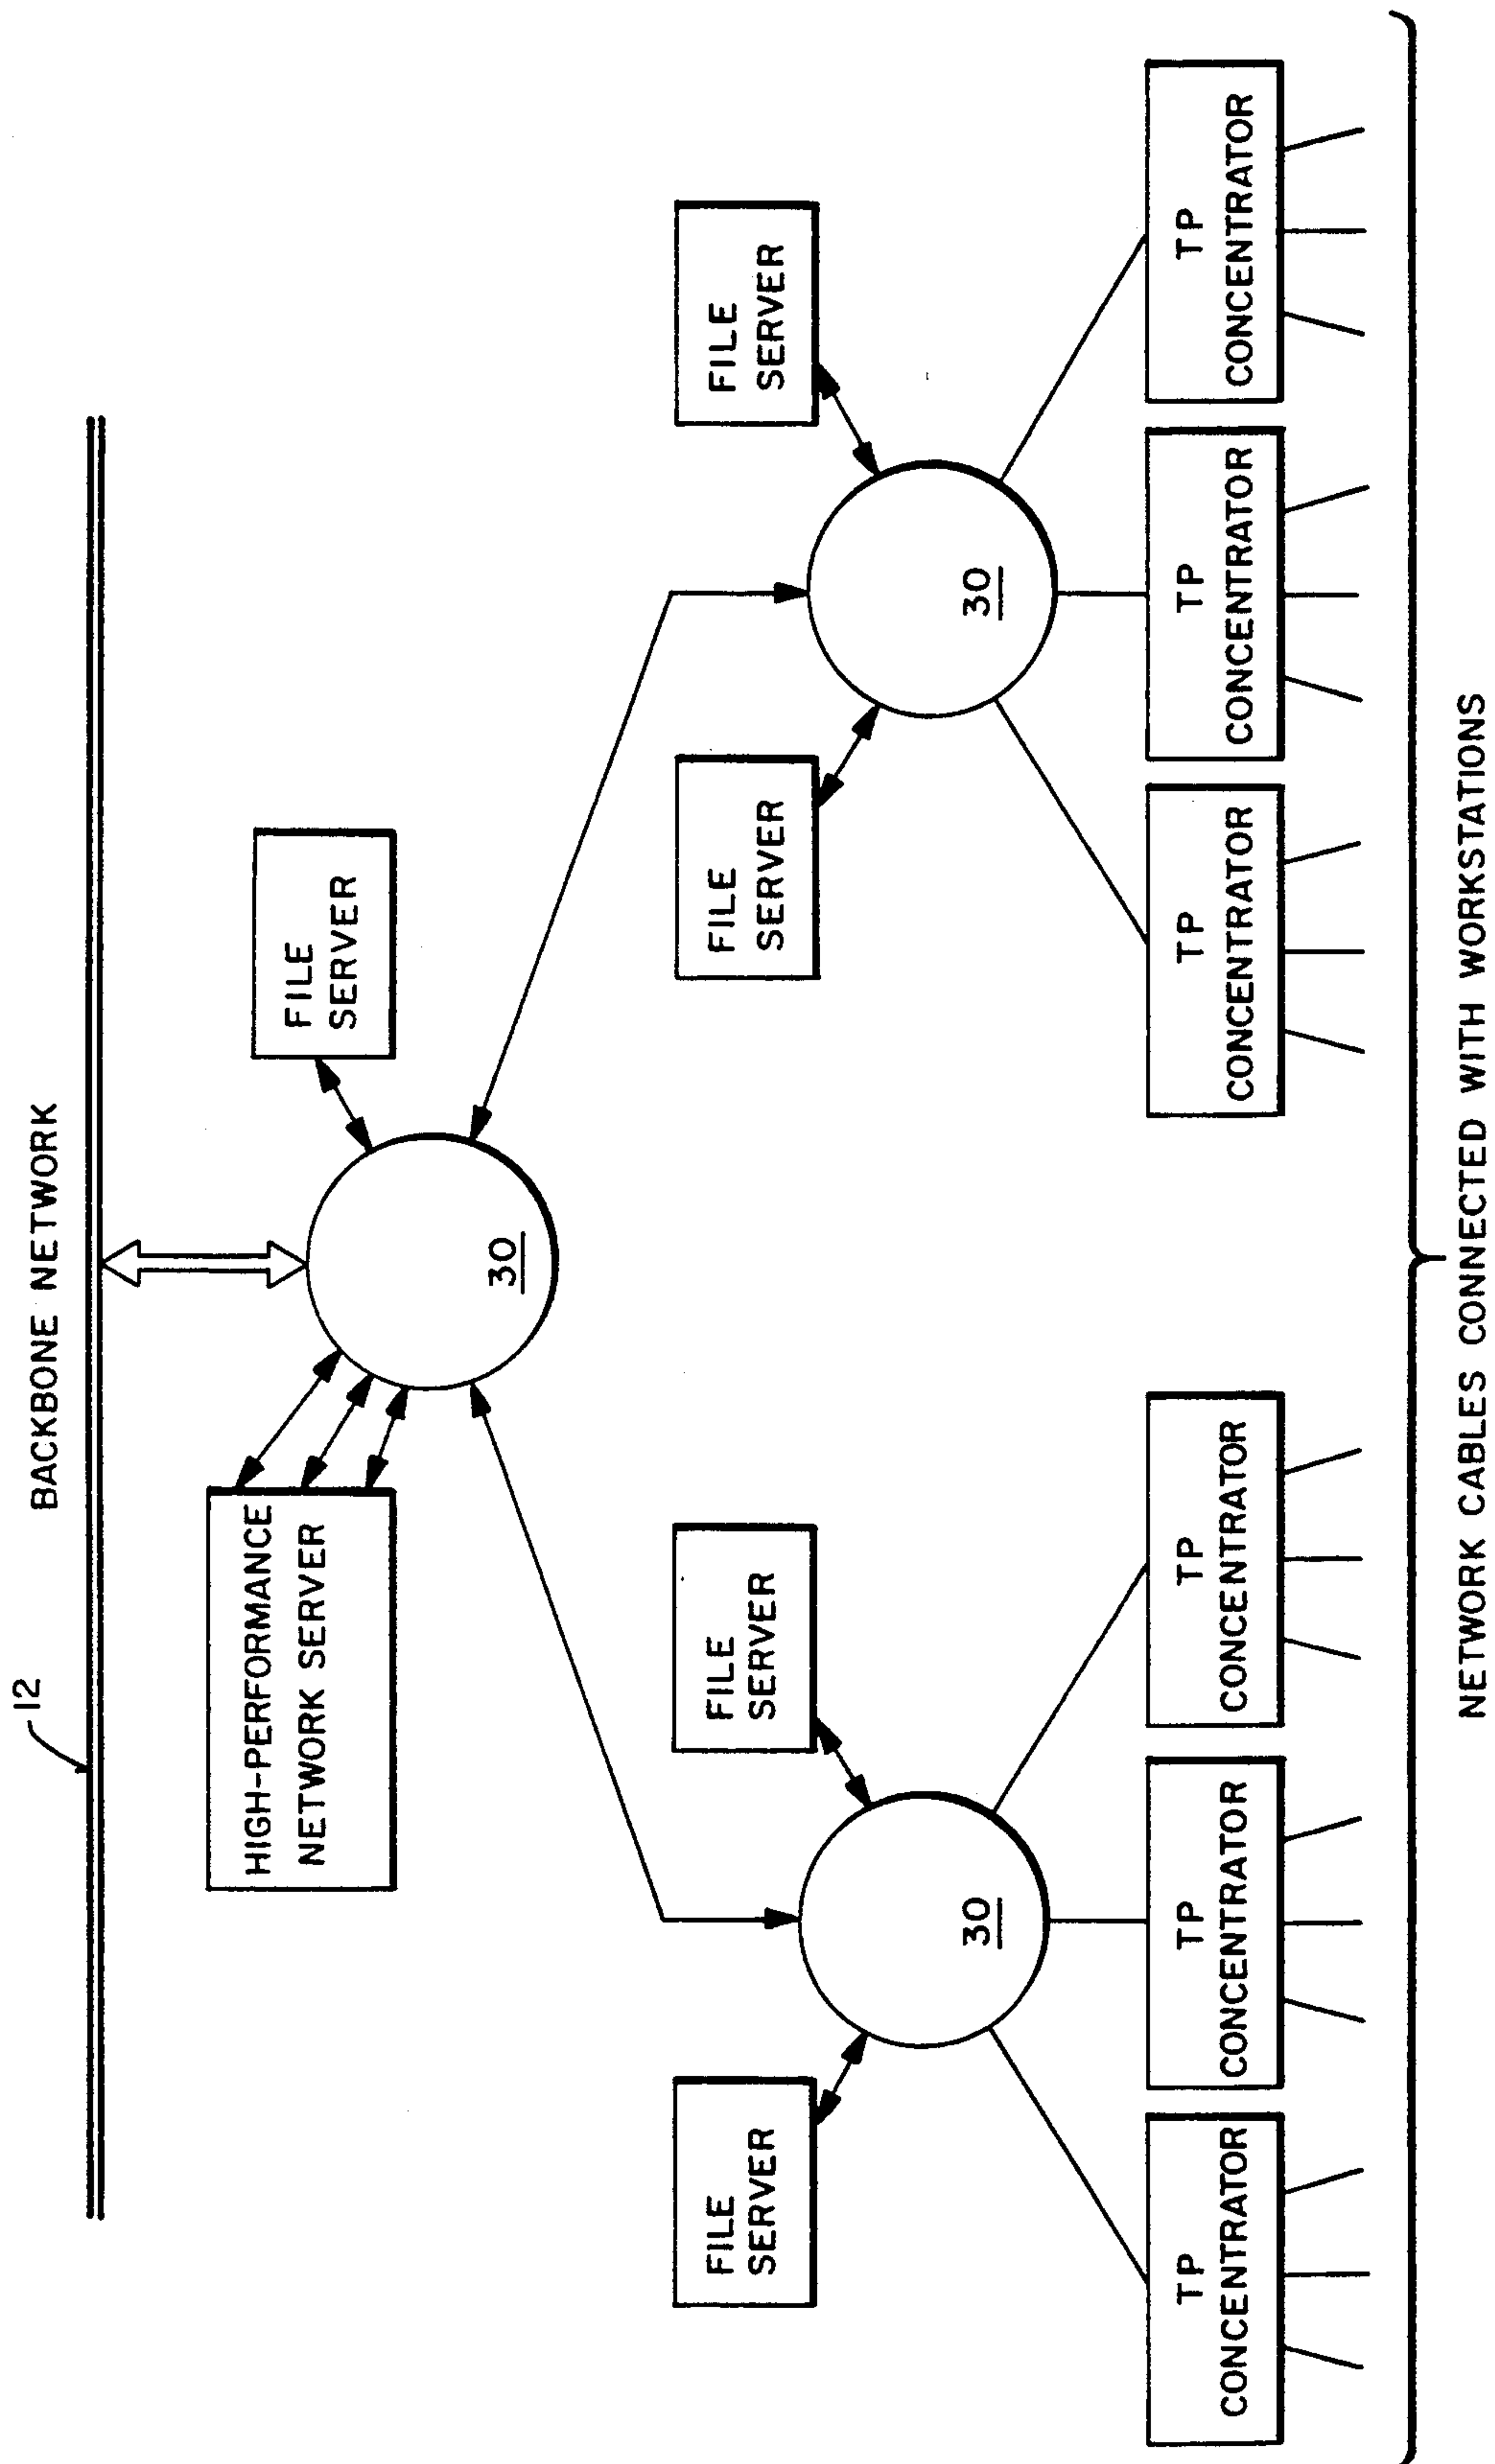 12
BACKBONE NETWORK
HIGH-PERFORMANCE
NETWORK SERVER
FILE
SERVER
30
FILE
SERVER
FILE
SERVER
FILE
SERVER
FILE
SERVER
30
30
TP
CONCENTRATOR
TP
CONCENTRATOR
TP
CONCENTRATOR
TP
CONCENTRATOR
TP
CONCENTRATOR
TP
CONCENTRATOR
NETWORK CABLES CONNECTED WITH WORKSTATIONS